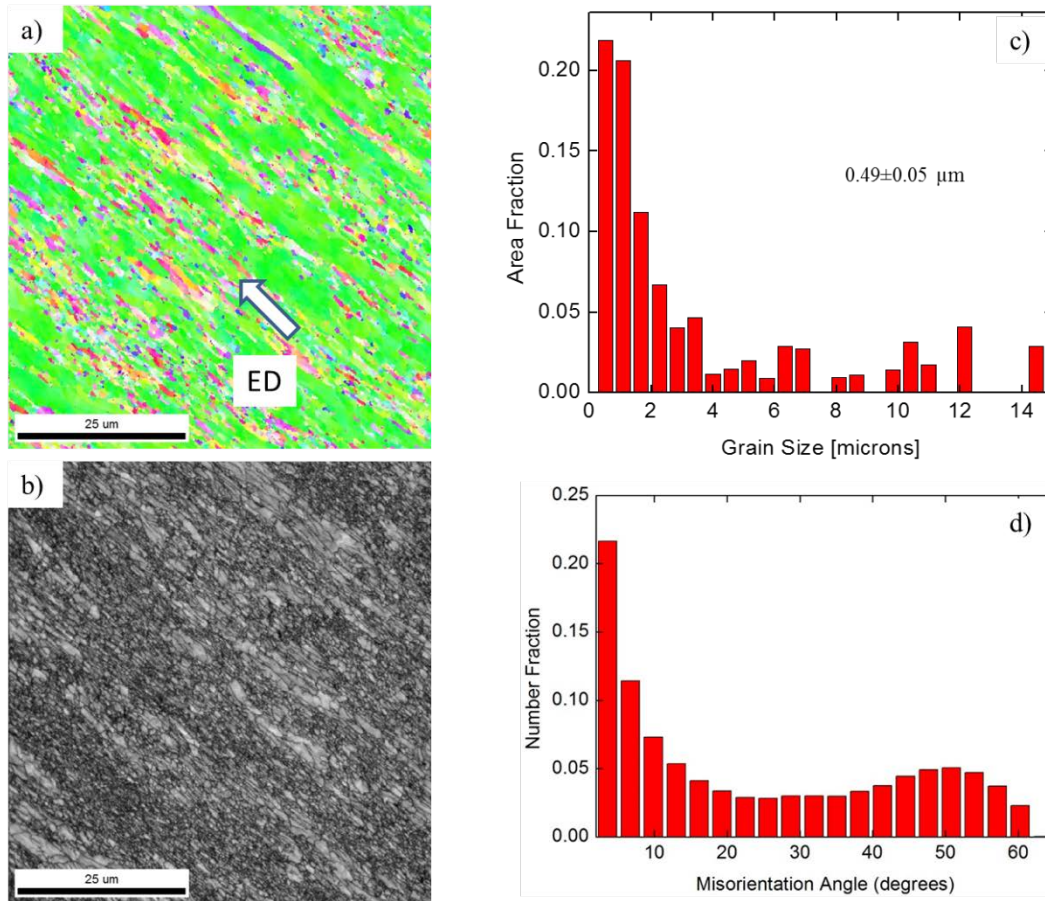 a)
ED
25 um
b)
25 um
c)
0.20
0.15
0.10
0.05
0.00
Area Fraction
0.49±0.05 µm
0 2 4 6 8 10 12 14
Grain Size [microns]
d)
0.25
0.20
0.15
0.10
0.05
0.00
Number Fraction
10 20 30 40 50 60
Misorientation Angle (degrees)